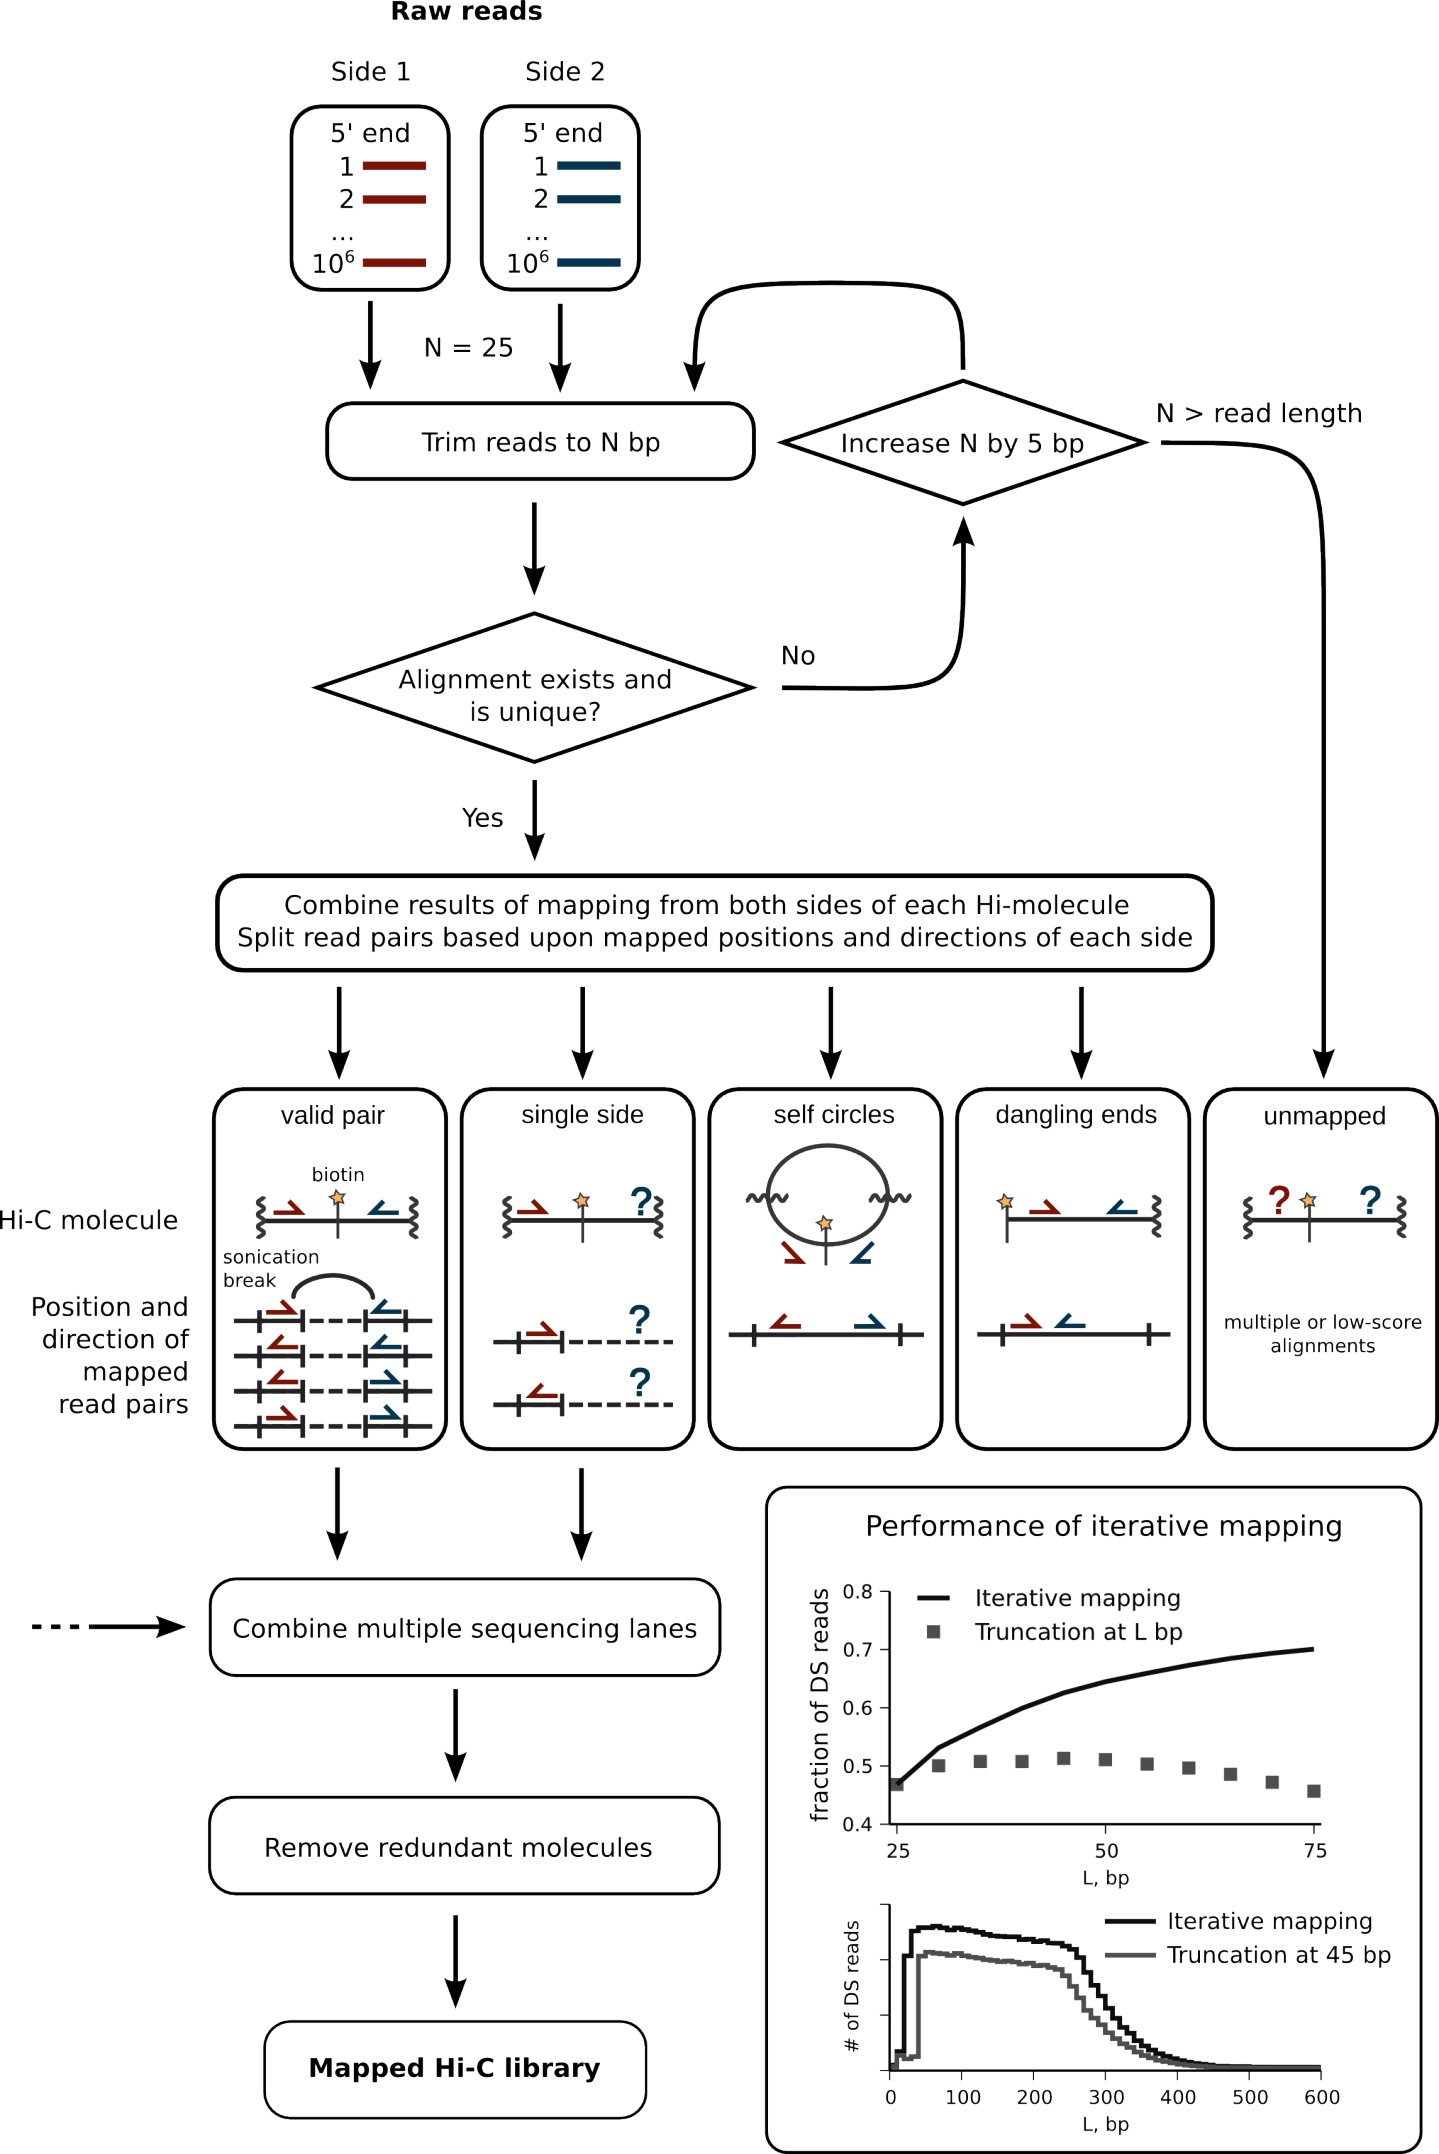 Raw reads
Side 1
Side 2
5' end
1
2
...
10⁶
5' end
1
2
...
10⁶
N = 25
Trim reads to N bp
Increase N by 5 bp
N > read length
Alignment exists and
is unique?
No
Yes
Combine results of mapping from both sides of each Hi-molecule
Split read pairs based upon mapped positions and directions of each side
valid pair
single side
self circles
dangling ends
unmapped
biotin
?
?
?
Hi-C molecule
sonication
break
Position and
direction of
mapped
read pairs
?
?
multiple or low-score
alignments
Combine multiple sequencing lanes
Remove redundant molecules
Mapped Hi-C library
Performance of iterative mapping
fraction of DS reads
0.8
0.7
0.6
0.5
0.4
Iterative mapping
Truncation at L bp
25
50
75
L, bp
# of DS reads
Iterative mapping
Truncation at 45 bp
0
100
200
300
400
500
600
L, bp